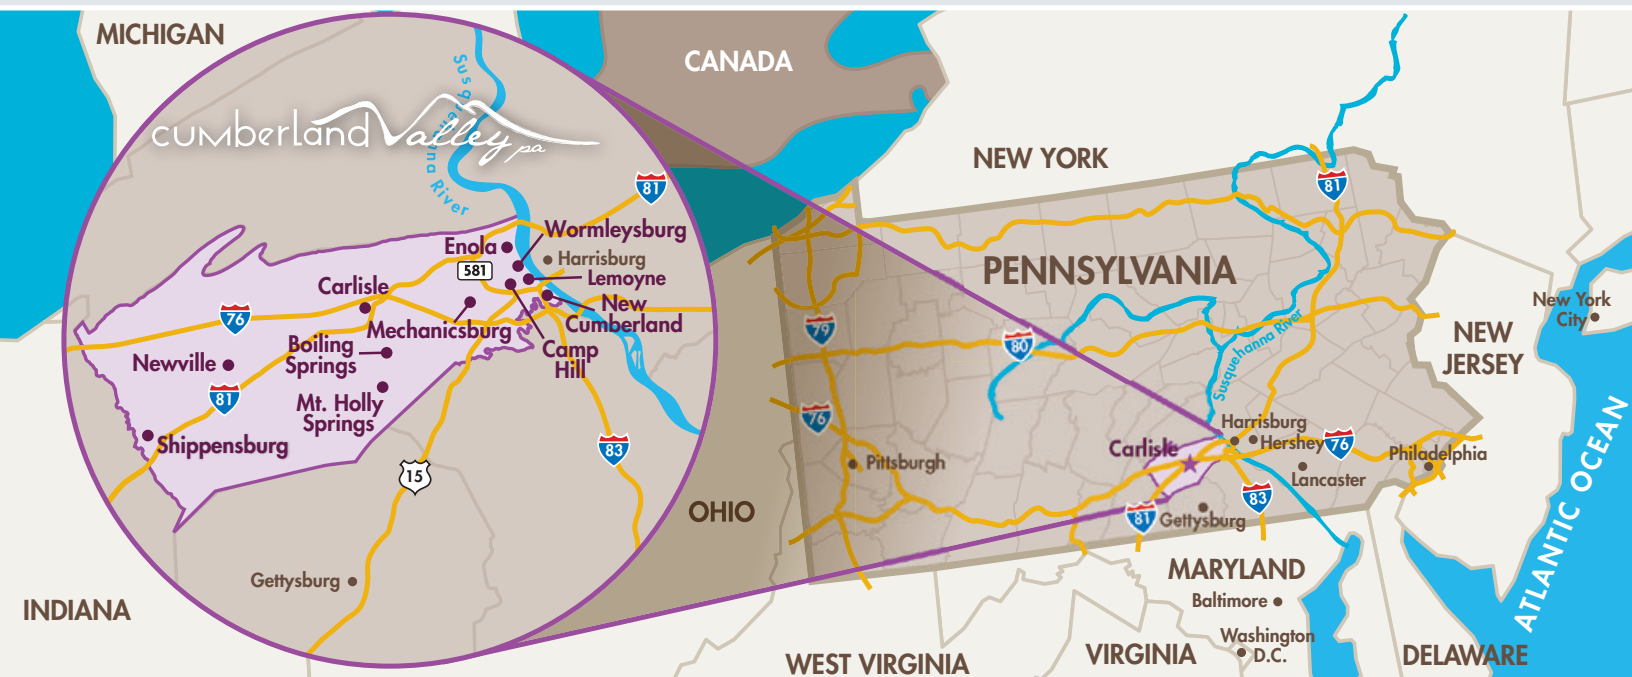 MICHIGAN
CANADA
Susquehanna River
cumberland Valley pa
NEW YORK
81
81
Wormleysburg
Enola
Harrisburg
581
Lemoyne
PENNSYLVANIA
Carlisle
New
Cumberland
New York
City
76
Mechanicsburg
79
NEW
JERSEY
80
Boiling
Springs
Camp
Hill
Newville
Susquehanna River
81
Mt. Holly
Springs
76
Harrisburg
Hershey
76
Shippensburg
83
Carlisle
Philadelphia
Pittsburgh
Lancaster
15
83
OHIO
81
Gettysburg
ATLANTIC OCEAN
Gettysburg
MARYLAND
INDIANA
Baltimore
Washington
D.C.
WEST VIRGINIA
VIRGINIA
DELAWARE